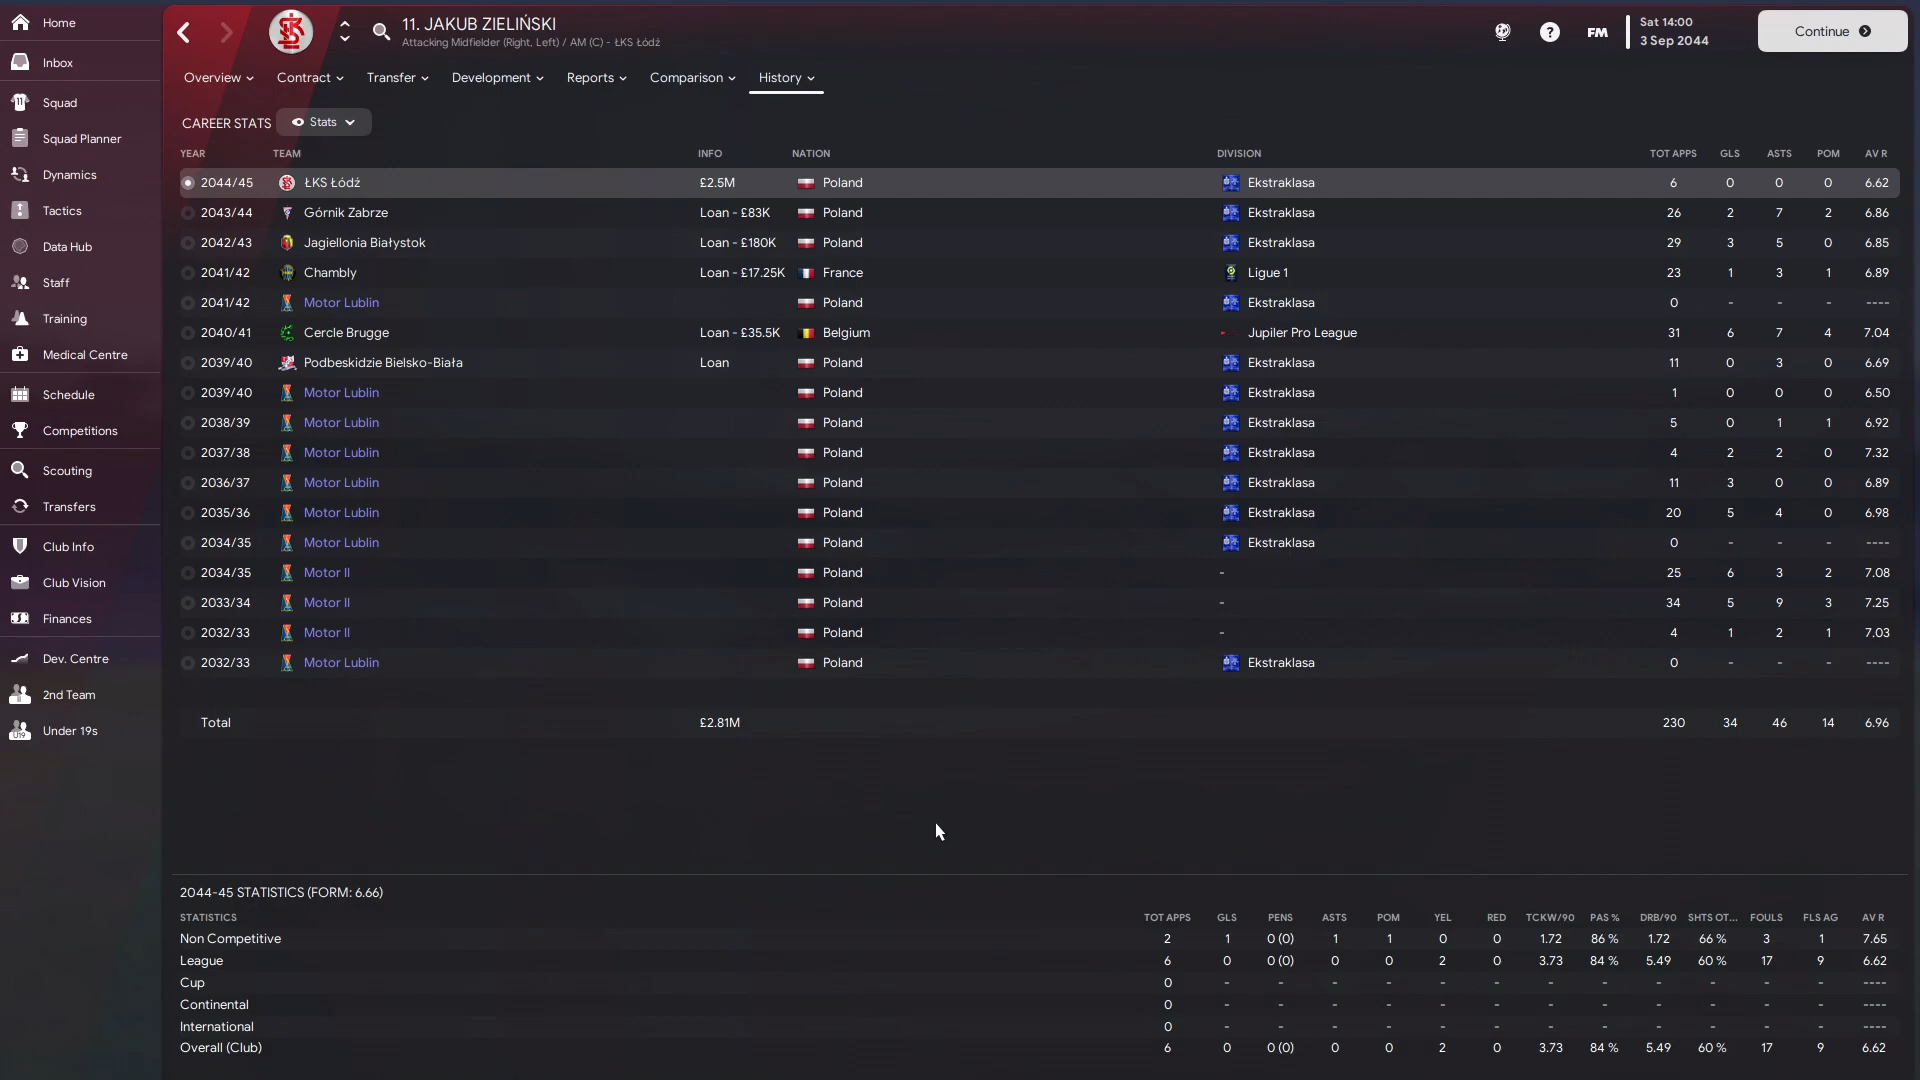 Home
Inbox
Squad
Squad Planner
Dynamics
Tactics
Data Hub
Staff
Training
Medical Centre
Schedule
Competitions
Scouting
Transfers
Club Info
Club Vision
Finances
Dev. Centre
2nd Team
Under 19s
11. JAKUB ZIELIŃSKI
Attacking Midfielder (Right, Left) / AM (C) - ŁKS Łódź
FM
Sat 14:00
3 Sep 2044
Continue
Overview Contract Transfer Development Reports Comparison History
CAREER STATS Stats
YEAR TEAM INFO NATION DIVISION TOT APPS GLS ASTS POM AV R
2044/45 ŁKS Łódź £2.5M Poland Ekstraklasa 6 0 0 0 6.62
2043/44 Górnik Zabrze Loan - £83K Poland Ekstraklasa 26 2 7 2 6.86
2042/43 Jagiellonia Białystok Loan - £180K Poland Ekstraklasa 29 3 5 0 6.85
2041/42 Chambly Loan - £17.25K France Ligue 1 23 1 3 1 6.89
2041/42 Motor Lublin Poland Ekstraklasa 0 - - - ----
2040/41 Cercle Brugge Loan - £35.5K Belgium Jupiler Pro League 31 6 7 4 7.04
2039/40 Podbeskidzie Bielsko-Biała Loan Poland Ekstraklasa 11 0 3 0 6.69
2039/40 Motor Lublin Poland Ekstraklasa 1 0 0 0 6.50
2038/39 Motor Lublin Poland Ekstraklasa 5 0 1 1 6.92
2037/38 Motor Lublin Poland Ekstraklasa 4 2 2 0 7.32
2036/37 Motor Lublin Poland Ekstraklasa 11 3 0 0 6.89
2035/36 Motor Lublin Poland Ekstraklasa 20 5 4 0 6.98
2034/35 Motor Lublin Poland Ekstraklasa 0 - - - ----
2034/35 Motor II Poland - 25 6 3 2 7.08
2033/34 Motor II Poland - 34 5 9 3 7.25
2032/33 Motor II Poland - 4 1 2 1 7.03
2032/33 Motor Lublin Poland Ekstraklasa 0 - - - ----
Total £2.81M 230 34 46 14 6.96
2044-45 STATISTICS (FORM: 6.66)
STATISTICS TOT APPS GLS PENS ASTS POM YEL RED TCKW/90 PAS % DRB/90 SHTS OT... FOULS FLS AG AV R
Non Competitive 2 1 0 (0) 1 1 0 0 1.72 86 % 1.72 66 % 3 1 7.65
League 6 0 0 (0) 0 0 2 0 3.73 84 % 5.49 60 % 17 9 6.62
Cup 0 - - - - - - - - - - - - ----
Continental 0 - - - - - - - - - - - - ----
International 0 - - - - - - - - - - - - ----
Overall (Club) 6 0 0 (0) 0 0 2 0 3.73 84 % 5.49 60 % 17 9 6.62